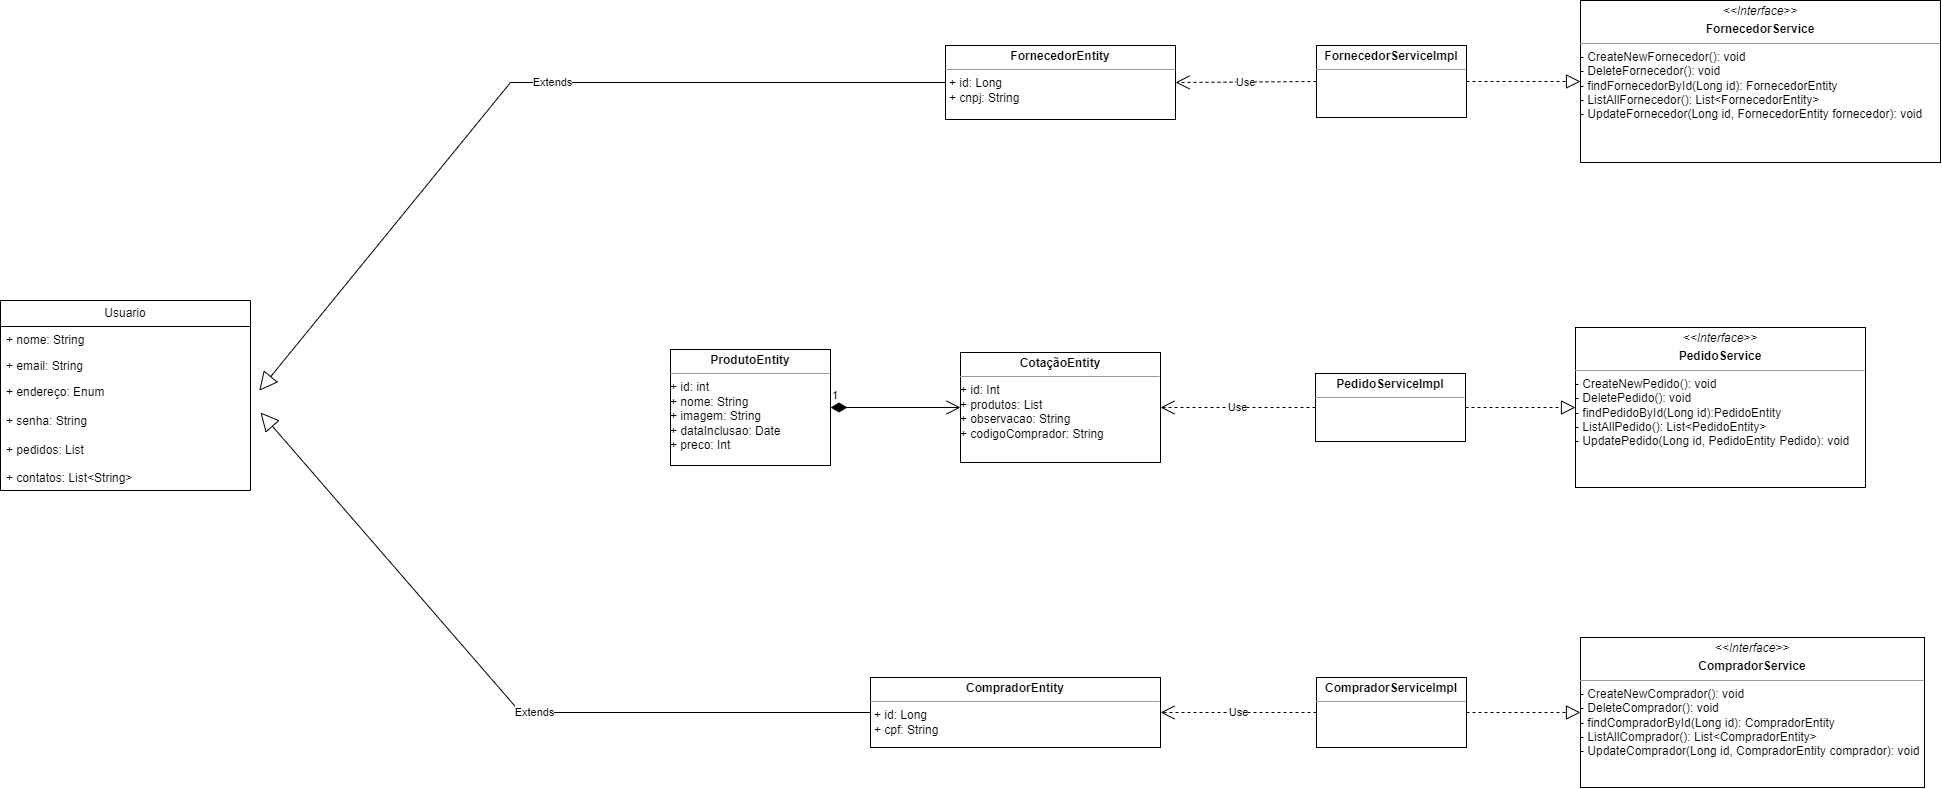 <<Interface>>
FornecedorService
- CreateNewFornecedor(): void
- DeleteFornecedor(): void
- findFornecedorById(Long id): FornecedorEntity
- ListAllFornecedor(): List<FornecedorEntity>
- UpdateFornecedor(Long id, FornecedorEntity fornecedor): void
FornecedorServiceImpl
Use
FornecedorEntity
+ id: Long
+ cnpj: String
Extends
Usuario
+ nome: String
+ email: String
+ endereço: Enum
+ senha: String
+ pedidos: List
+ contatos: List<String>
ProdutoEntity
+ id: int
+ nome: String
+ imagem: String
+ dataInclusao: Date
+ preco: Int
1
CotaçãoEntity
+ id: Int
+ produtos: List
+ observacao: String
+ codigoComprador: String
Use
PedidoServiceImpl
<<Interface>>
PedidoService
- CreateNewPedido(): void
- DeletePedido(): void
- findPedidoById(Long id):PedidoEntity
- ListAllPedido(): List<PedidoEntity>
- UpdatePedido(Long id, PedidoEntity Pedido): void
Extends
CompradorEntity
+ id: Long
+ cpf: String
Use
CompradorServiceImpl
<<Interface>>
CompradorService
- CreateNewComprador(): void
- DeleteComprador(): void
- findCompradorById(Long id): CompradorEntity
- ListAllComprador(): List<CompradorEntity>
- UpdateComprador(Long id, CompradorEntity comprador): void